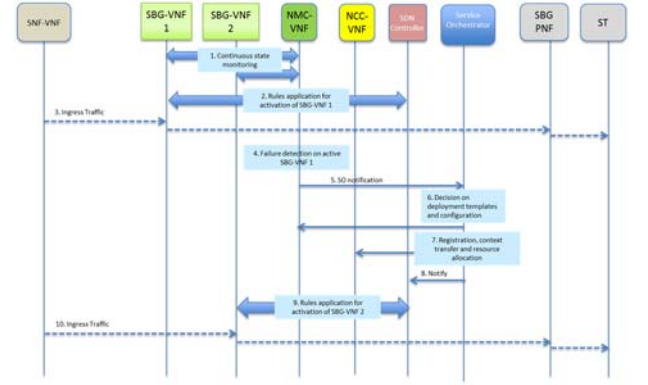 SNF-VNF
SBG-VNF
1
SBG-VNF
2
NMC-
VNF
NCC-
VNF
SDN
Controller
Service
Orchestrator
SBG
PNF
ST
1. Continuous state
monitoring
2. Rules application for
activation of SBG-VNF 1
3. Ingress Traffic
4. Failure detection on active
SBG-VNF 1
5. SO notification
6. Decision on
deployment templates
and configuration
7. Registration, context
transfer and resource
allocation
8. Notify
9. Rules application for
activation of SBG-VNF 2
10. Ingress Traffic